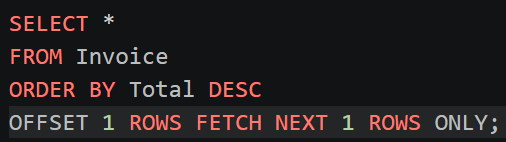 SELECT *
FROM Invoice
ORDER BY Total DESC
OFFSET 1 ROWS FETCH NEXT 1 ROWS ONLY;